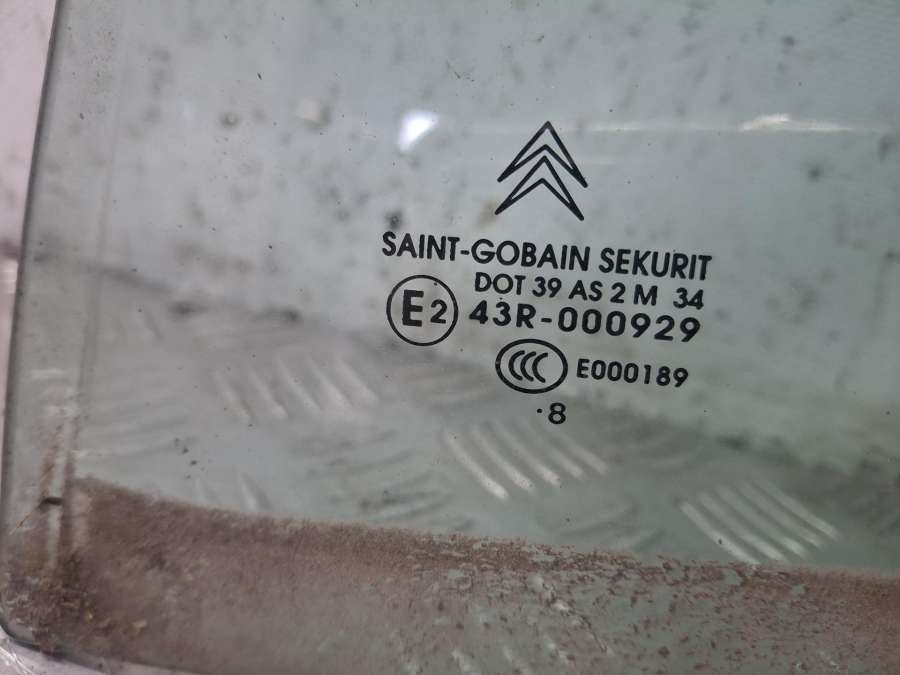 SAINT-GOBAIN SEKURIT
DOT 39 AS 2 M 34
E2 43R-000929
CCC E000189
.8